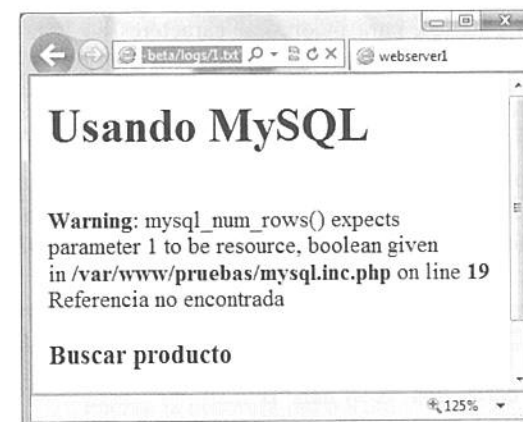 -beta/logs/1.txt
webserver1
Usando MySQL
Warning: mysql_num_rows() expects
parameter 1 to be resource, boolean given
in /var/www/pruebas/mysql.inc.php on line 19
Referencia no encontrada
Buscar producto
125%